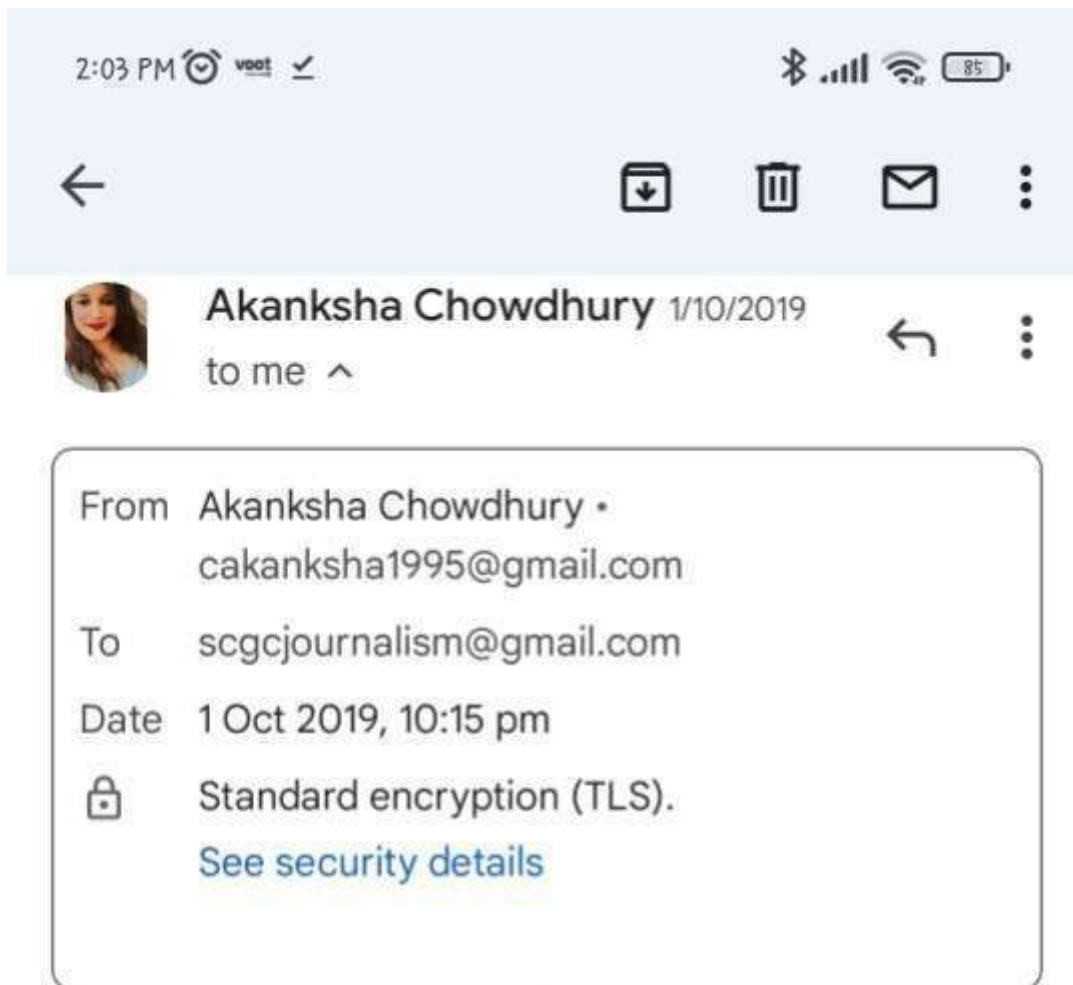 2:03 PM voot 85
Akanksha Chowdhury 1/10/2019
to me
From Akanksha Chowdhury •
cakanksha1995@gmail.com
To scgcjournalism@gmail.com
Date 1 Oct 2019, 10:15 pm
Standard encryption (TLS).
See security details